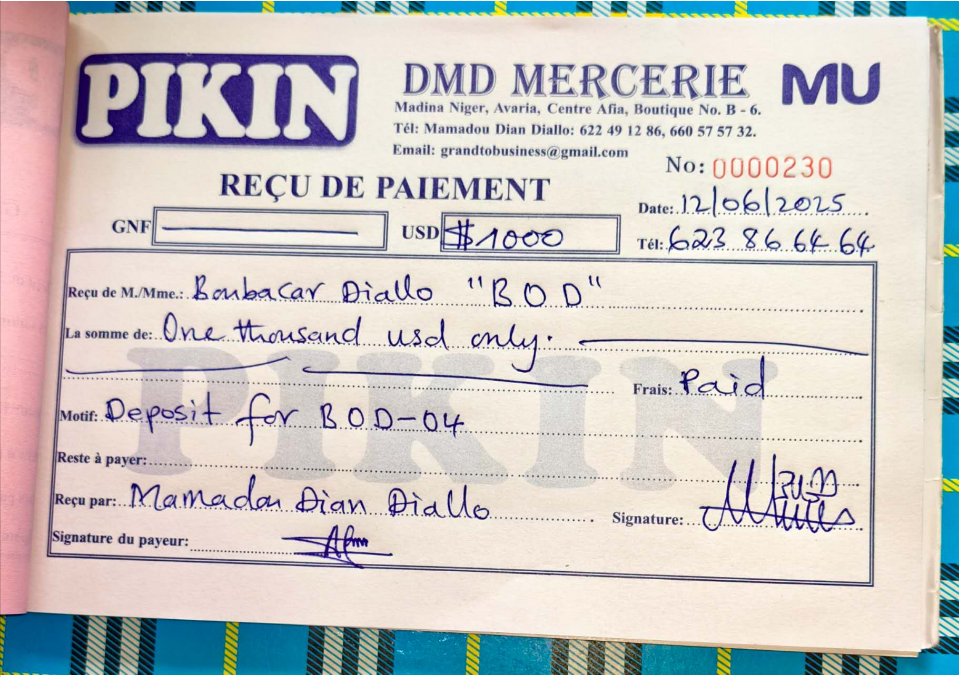 PIKIN
DMD MERCERIE
MU
Madina Niger, Avaria, Centre Afia, Boutique No. B - 6.
Tél: Mamadou Dian Diallo: 622 49 12 86, 660 57 57 32.
Email: grandtobusiness@gmail.com
No: 0000230
REÇU DE PAIEMENT
Date: 12/06/2025
GNF
USD $1000
Tél: 623 86 64 64
Reçu de M./Mme.: Boubacar Diallo "BOD"
La somme de: One thousand usd only.
Frais: Paid
PIKIN
Motif: Deposit for BOD-04
Reste à payer:
Reçu par: Mamadou Dian Diallo
Signature:
Signature du payeur: